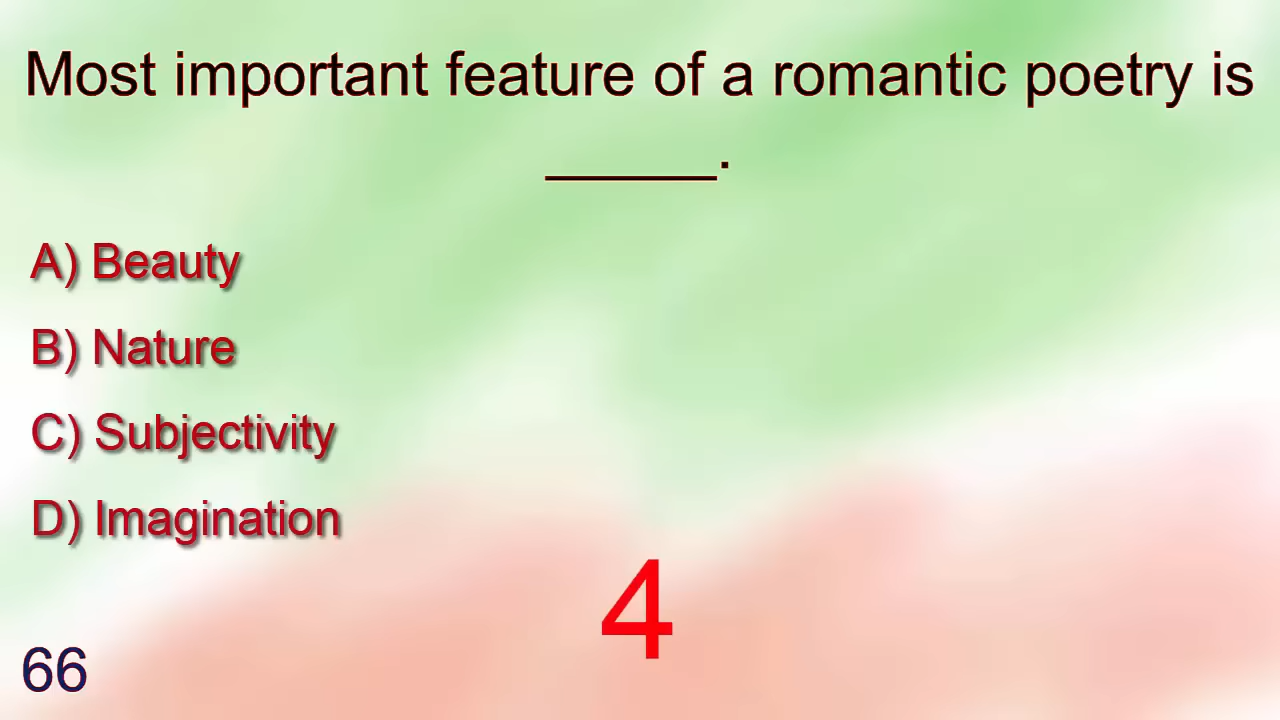 Most important feature of a romantic poetry is
_____.
A) Beauty
B) Nature
C) Subjectivity
D) Imagination
4
66